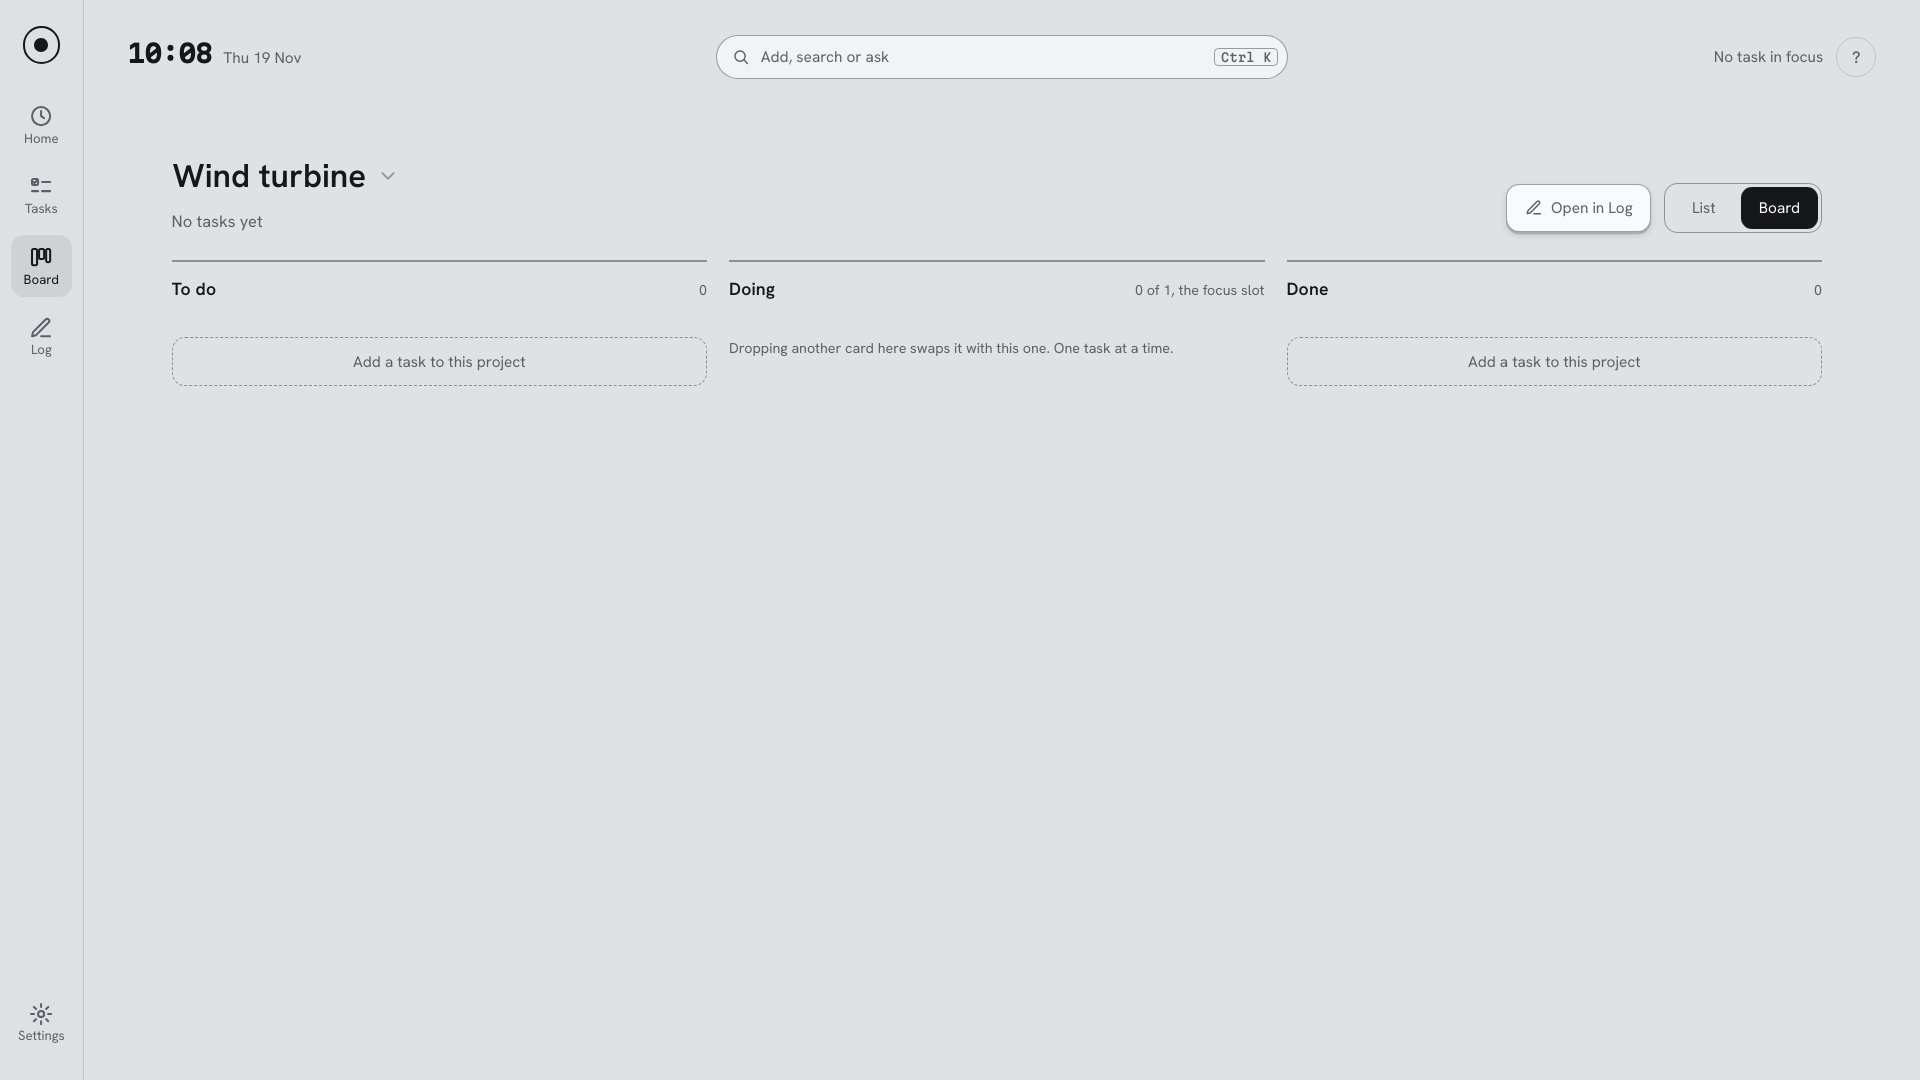 10:08 Thu 19 Nov
Add, search or ask
Ctrl K
No task in focus
?
Home
Tasks
Board
Log
Settings
Wind turbine
No tasks yet
Open in Log
List
Board
To do
0
Add a task to this project
Doing
0 of 1, the focus slot
Dropping another card here swaps it with this one. One task at a time.
Done
0
Add a task to this project